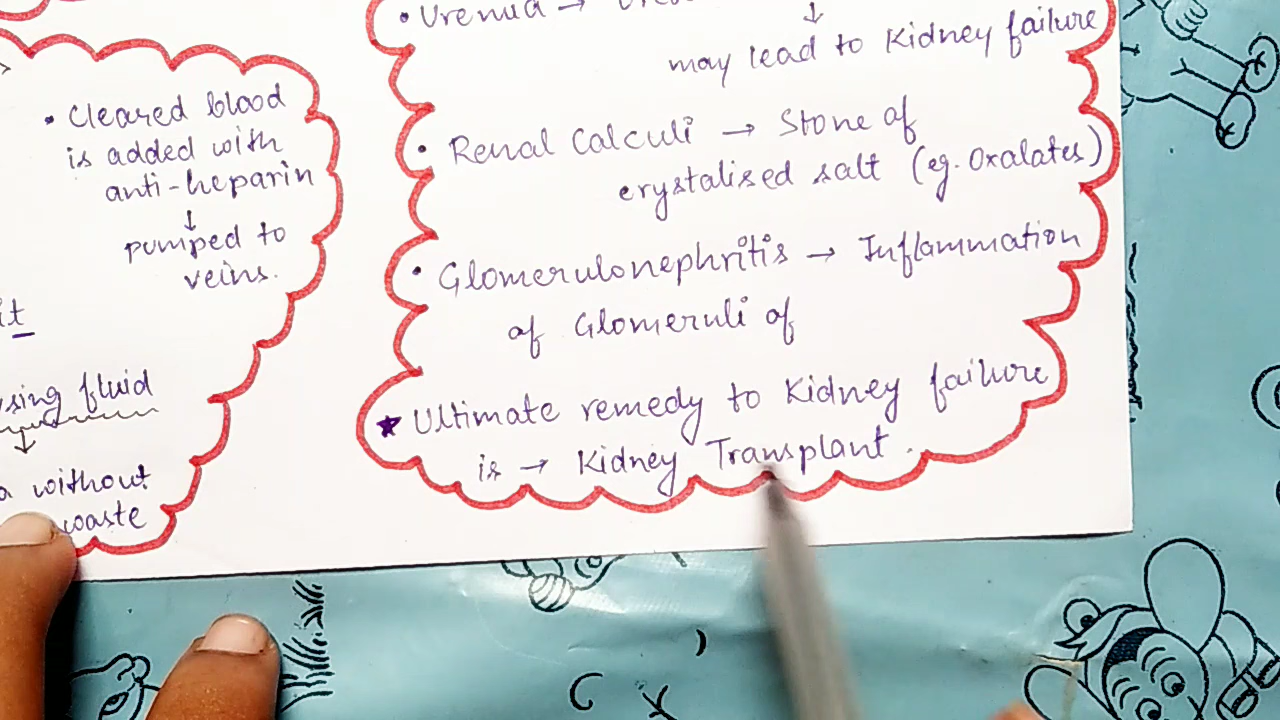 • Cleared blood
is added with
anti-heparin
↓
pumped to
veins.
it
fluid
↓
without
waste
• Uremia →
↓
may lead to Kidney failure
• Renal Calculi → Stone of
crystalised salt (eg. Oxalates)
• Glomerulonephritis → Inflammation
of Glomeruli of
★ Ultimate remedy to Kidney failure
is → Kidney Transplant.